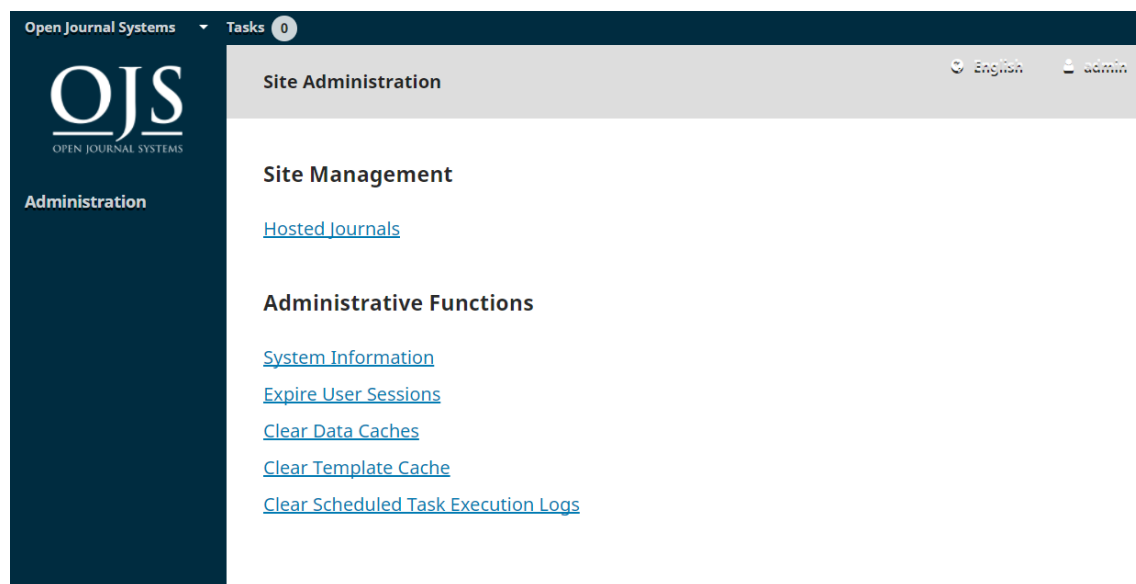 Open Journal Systems Tasks 0
OJS
OPEN JOURNAL SYSTEMS
Administration
Site Administration
English admin
Site Management
Hosted Journals
Administrative Functions
System Information
Expire User Sessions
Clear Data Caches
Clear Template Cache
Clear Scheduled Task Execution Logs